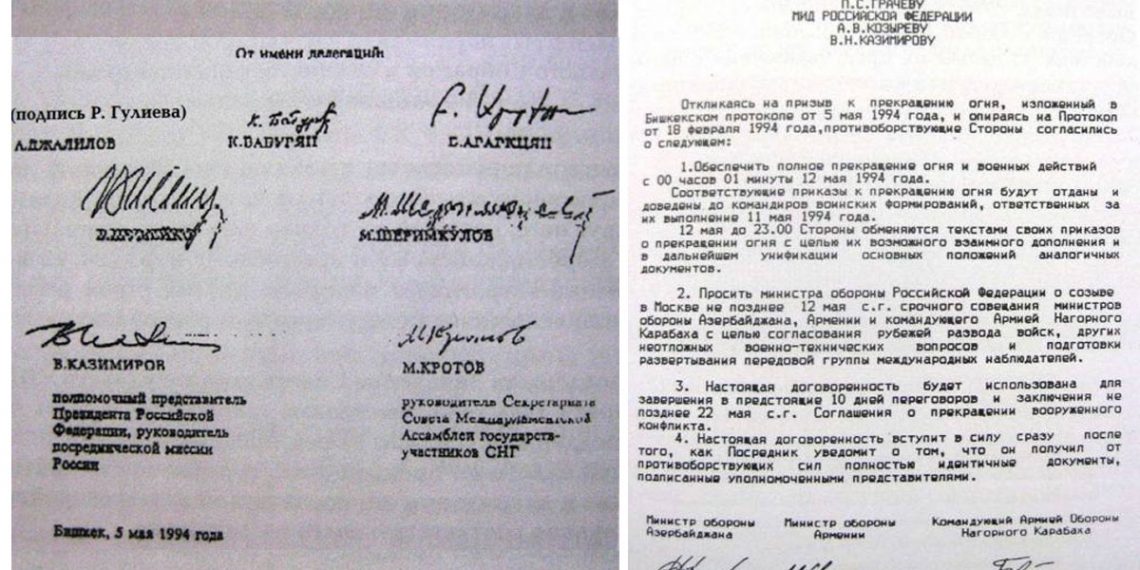 От имени делегаций
(подпись Р. Гулиева)
А.ДЖАЛИЛОВ
К.БАБУРЯН
Б.АРАРКЦЯН
В.ШУМЕЙКО
М.ШЕРИМКУЛОВ
В.КАЗИМИРОВ
полномочный представитель
Президента Российской
Федерации, руководитель
посреднической миссии
России
М.КРОТОВ
руководитель Секретариата
Совета Межпарламентской
Ассамблеи государств-
участников СНГ
Бишкек, 5 мая 1994 года
П.С.ГРАЧЕВУ
МИД РОССИЙСКОЙ ФЕДЕРАЦИИ
А.В.КОЗЫРЕВУ
В.Н.КАЗИМИРОВУ
Откликаясь на призыв к прекращению огня, изложенный в
Бишкекском протоколе от 5 мая 1994 года, и опираясь на Протокол
от 18 февраля 1994 года,противоборствующие Стороны согласились
о следующем:
1.Обеспечить полное прекращение огня и военных действий
с 00 часов 01 минуты 12 мая 1994 года.
Соответствующие приказы к прекращению огня будут отданы и
доведены до командиров воинских формирований, ответственных за
их выполнение 11 мая 1994 года.
12 мая до 23.00 Стороны обменяются текстами своих приказов
о прекращении огня с целью их возможного взаимного дополнения и
в дальнейшем унификации основных положений аналогичных
документов.
2. Просить министра обороны Российской Федерации о созыве
в Москве не позднее 12 мая с.г. срочного совещания министров
обороны Азербайджана, Армении и командующего Армией Нагорного
Карабаха с целью согласования рубежей развода войск, других
неотложных военно-технических вопросов и подготовки
развертывания передовой группы международных наблюдателей.
3. Настоящая договоренность будет использована для
завершения в предстоящие 10 дней переговоров и заключения не
позднее 22 мая с.г. Соглашения о прекращении вооруженного
конфликта.
4. Настоящая договоренность вступит в силу сразу после
того, как Посредник уведомит о том, что он получил от
противоборствующих сил полностью идентичные документы,
подписанные уполномоченными представителями.
Министр обороны
Азербайджана
Министр обороны
Армении
Командующий Армией Обороны
Нагорного Карабаха